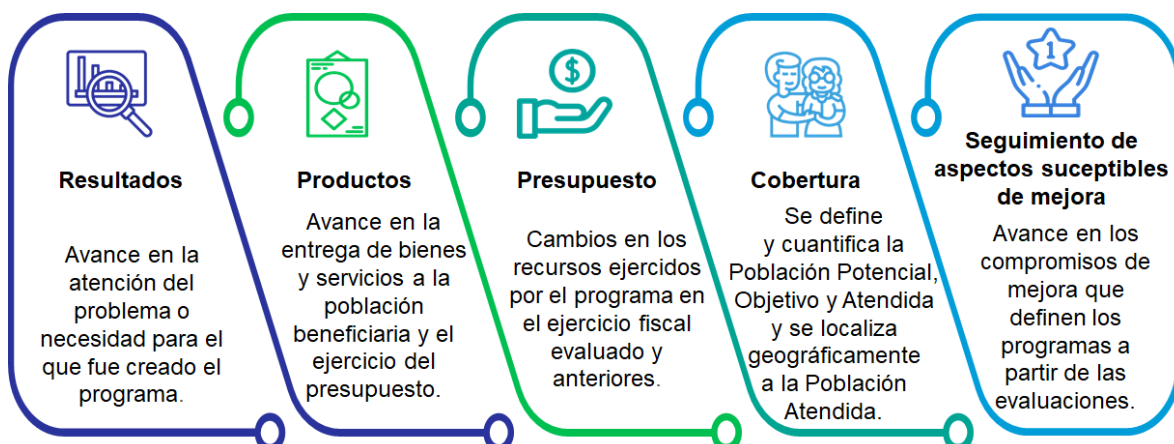 Resultados
Avance en la
atención del
problema o
necesidad para el
que fue creado el
programa.
Productos
Avance en la
entrega de bienes
y servicios a la
población
beneficiaria y el
ejercicio del
presupuesto.
$
Presupuesto
Cambios en los
recursos ejercidos
por el programa en
el ejercicio fiscal
evaluado y
anteriores.
Cobertura
Se define
y cuantifica la
Población Potencial,
Objetivo y Atendida
y se localiza
geográficamente
a la Población
Atendida.
1
Seguimiento de
aspectos suceptibles
de mejora
Avance en los
compromisos de
mejora que
definen los
programas a
partir de las
evaluaciones.